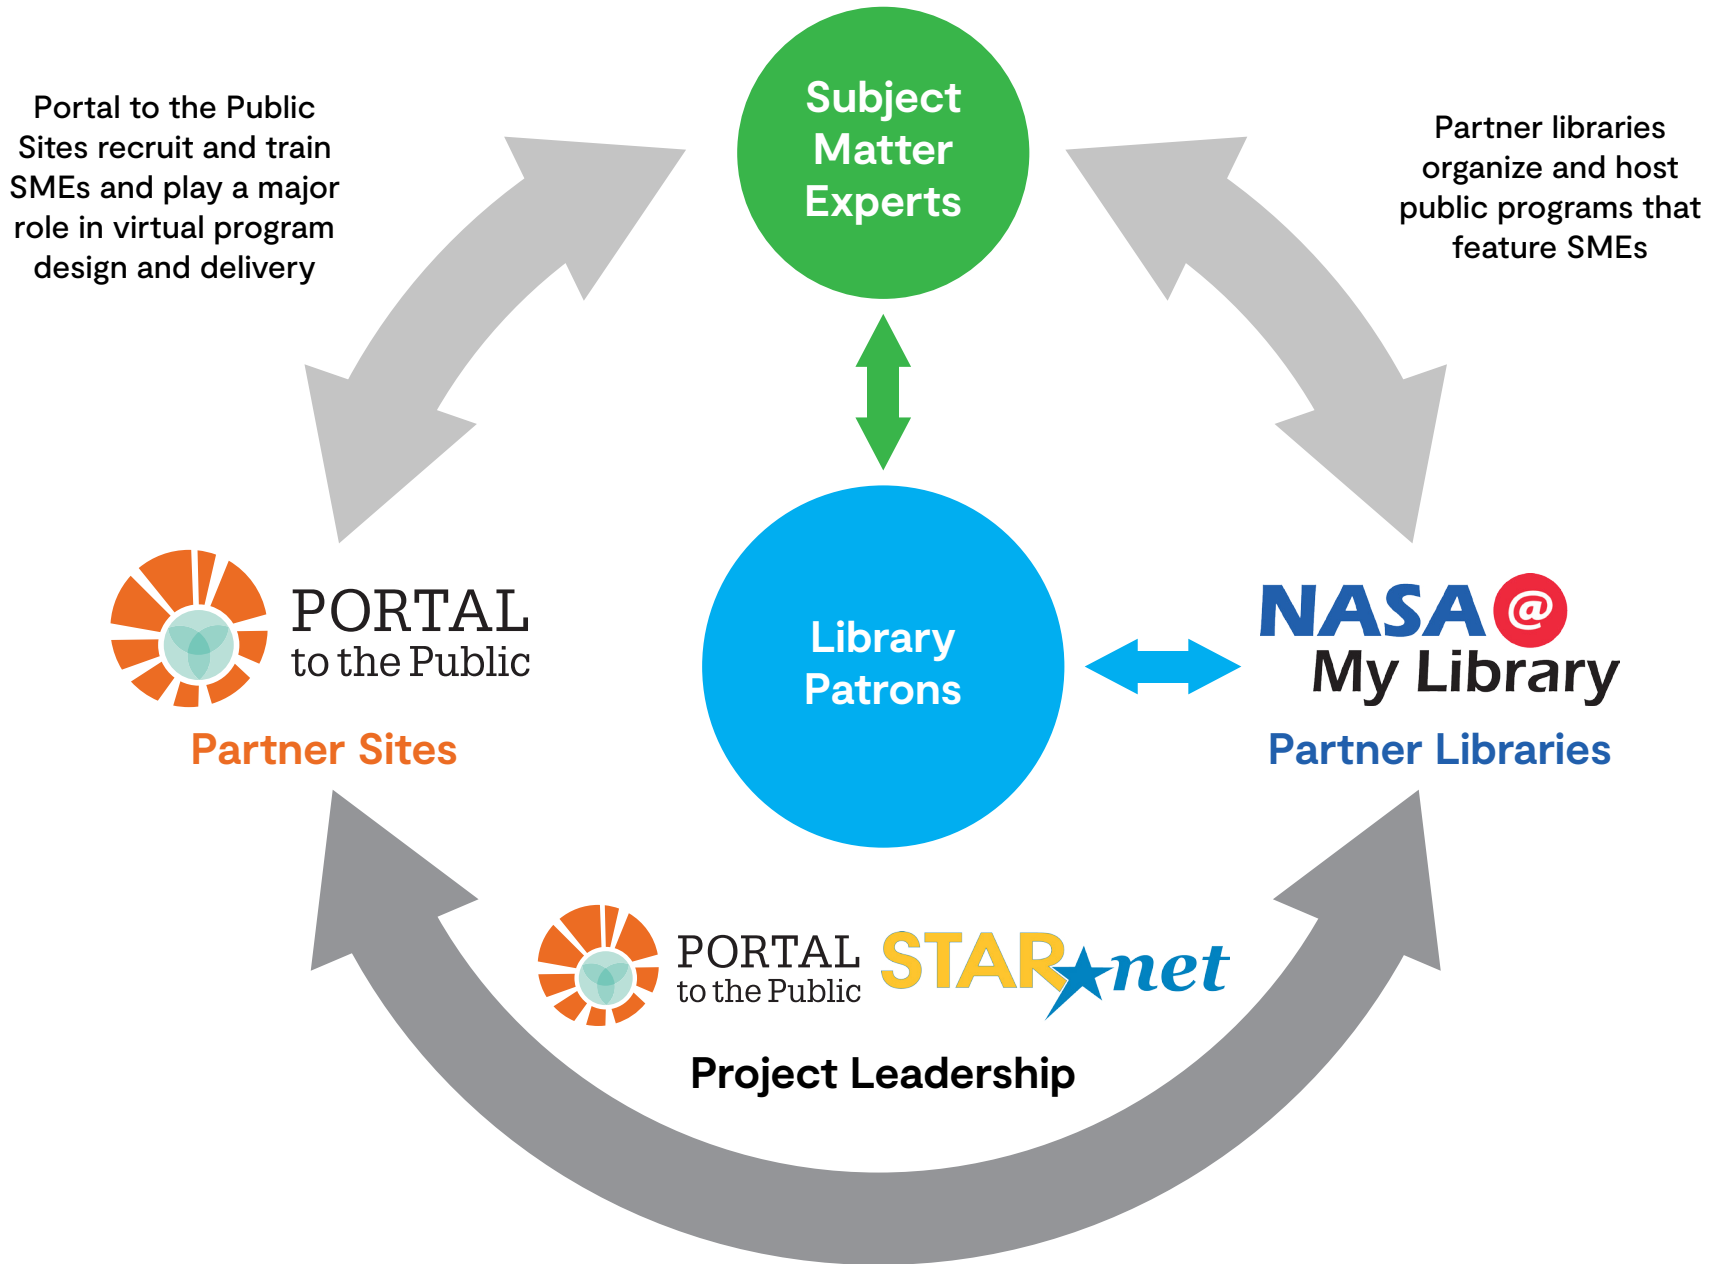 Portal to the Public
Sites recruit and train
SMEs and play a major
role in virtual program
design and delivery
Subject
Matter
Experts
Partner libraries
organize and host
public programs that
feature SMEs
PORTAL
to the Public
Partner Sites
Library
Patrons
NASA@
My Library
Partner Libraries
PORTAL
to the Public
STAR net
Project Leadership